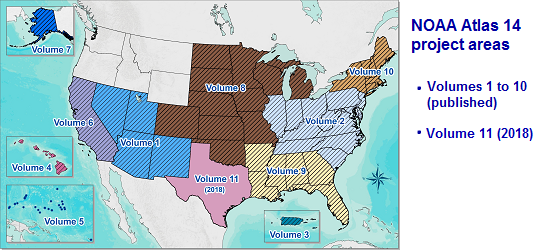 NOAA Atlas 14
project areas
• Volumes 1 to 10
(published)
• Volume 11 (2018)
Volume 7
Volume 10
Volume 8
Volume 6
Volume 2
Volume 1
Volume 4
Volume 9
Volume 11
(2018)
Volume 5
Volume 3